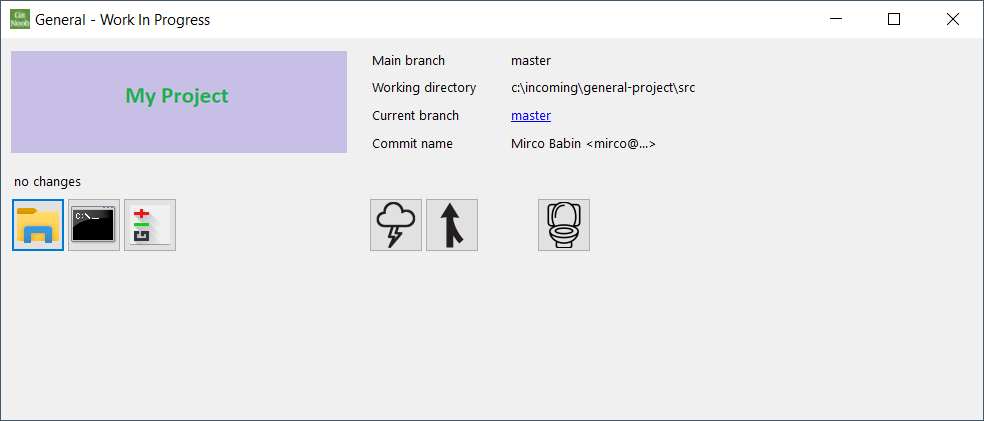 Git
Noob
General - Work In Progress
My Project
Main branch master
Working directory c:\incoming\general-project\src
Current branch master
Commit name Mirco Babin <mirco@...>
no changes
C:\._